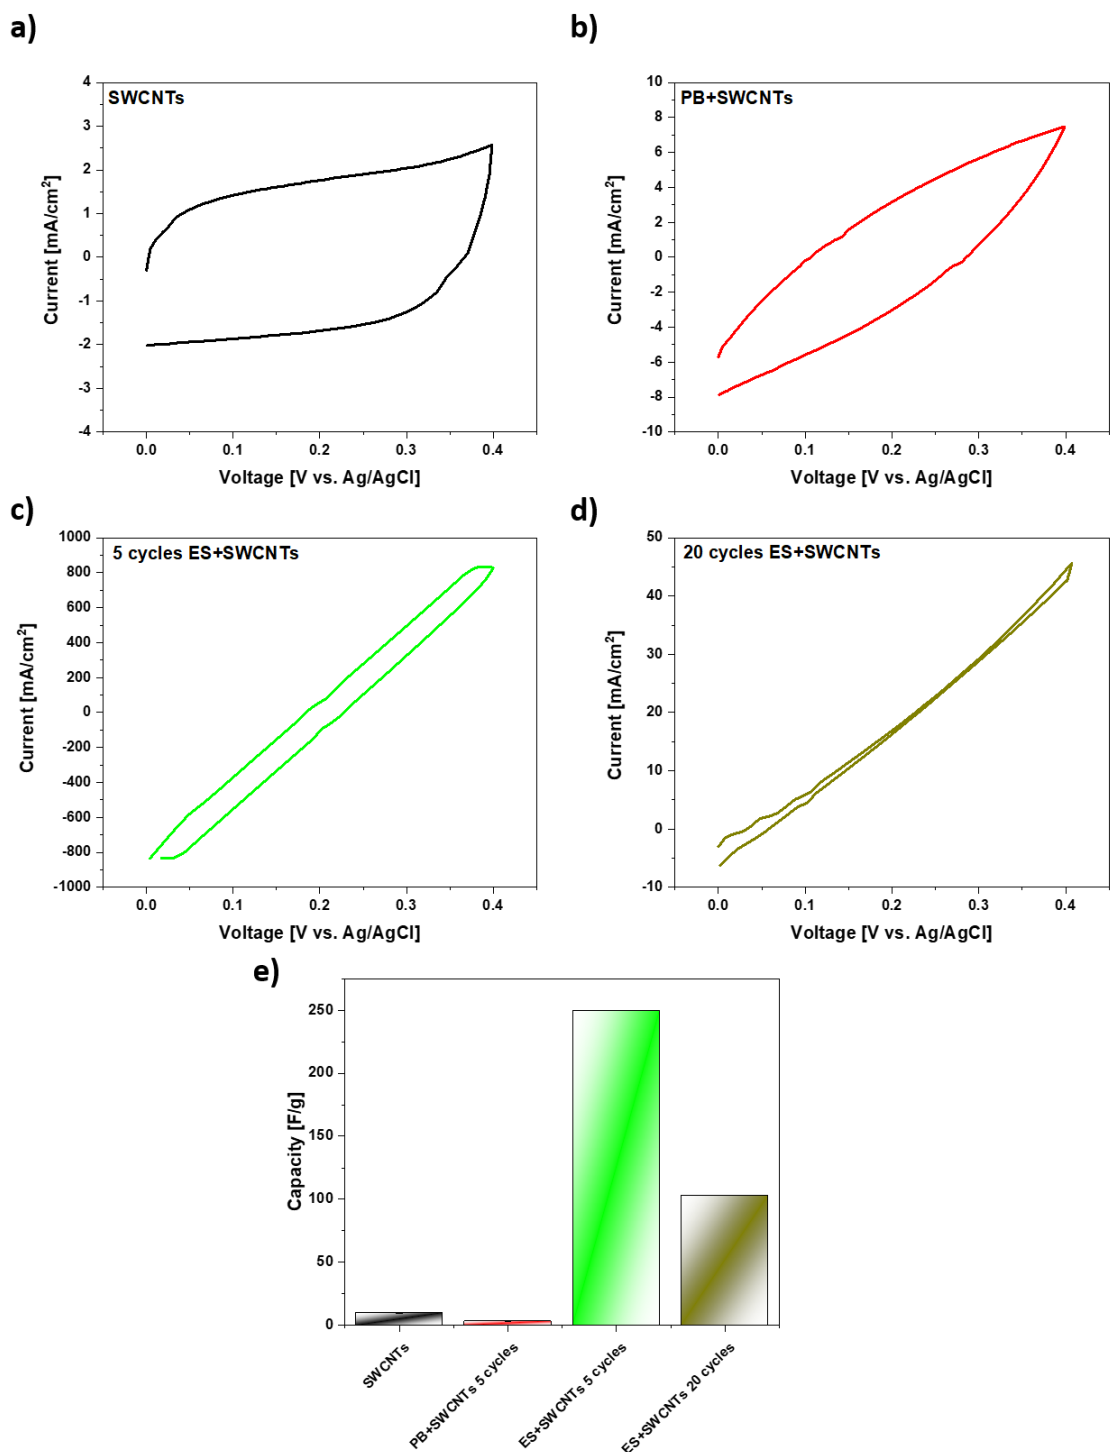 a)
SWCNTs
4
3
2
1
0
-1
-2
-3
-4
0.0 0.1 0.2 0.3 0.4
Current [mA/cm²]
Voltage [V vs. Ag/AgCl]
b)
PB+SWCNTs
10
8
6
4
2
0
-2
-4
-6
-8
-10
0.0 0.1 0.2 0.3 0.4
Current [mA/cm²]
Voltage [V vs. Ag/AgCl]
c)
5 cycles ES+SWCNTs
1000
800
600
400
200
0
-200
-400
-600
-800
-1000
0.0 0.1 0.2 0.3 0.4
Current [mA/cm²]
Voltage [V vs. Ag/AgCl]
d)
20 cycles ES+SWCNTs
50
40
30
20
10
0
-10
0.0 0.1 0.2 0.3 0.4
Current [mA/cm²]
Voltage [V vs. Ag/AgCl]
e)
250
200
150
100
50
0
Capacity [F/g]
SWCNTs
PB+SWCNTs 5 cycles
ES+SWCNTs 5 cycles
ES+SWCNTs 20 cycles